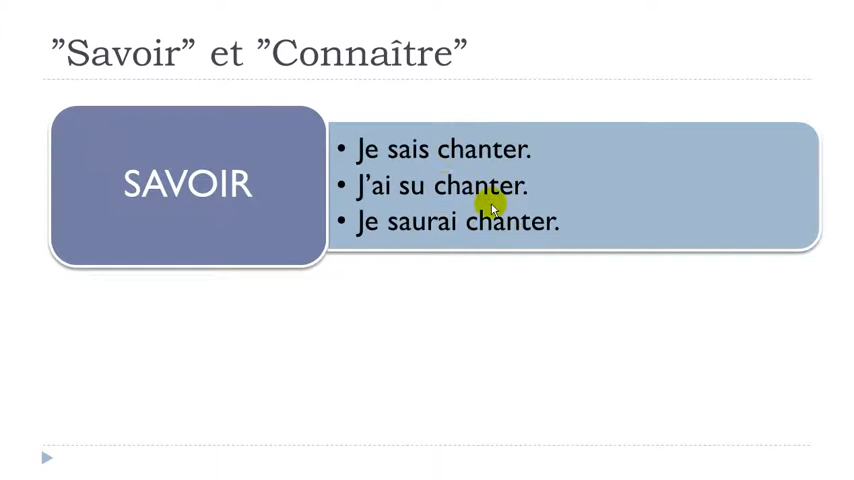 ”Savoir” et ”Connaître”
SAVOIR
• Je sais chanter.
• J’ai su chanter.
• Je saurai chanter.